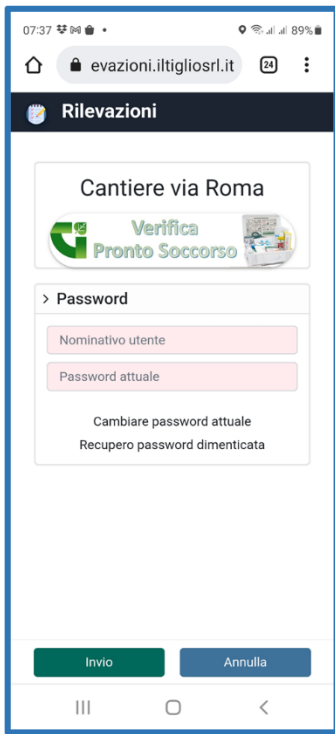 07:37
89%
evazioni.iltigliosrl.it
24
Rilevazioni
Cantiere via Roma
Verifica
Pronto Soccorso
> Password
Nominativo utente
Password attuale
Cambiare password attuale
Recupero password dimenticata
Invio
Annulla